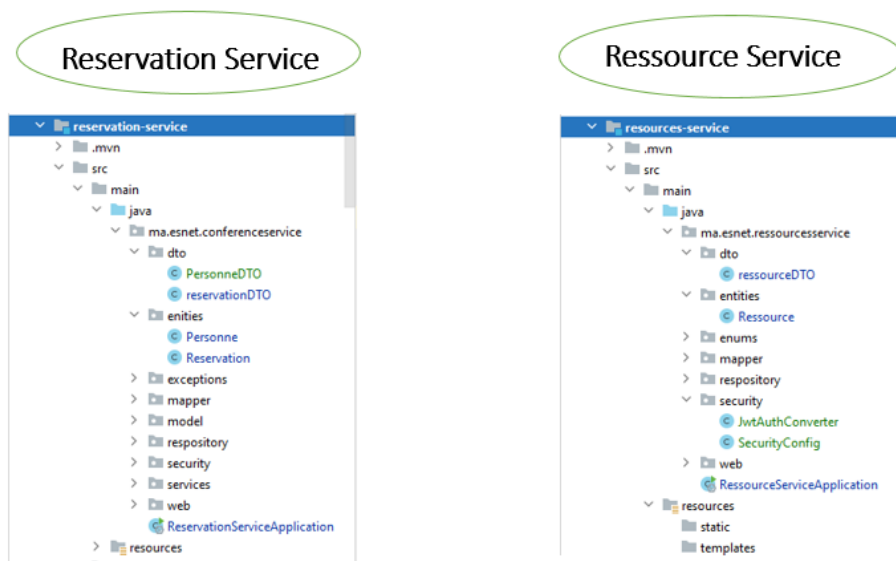 Reservation Service
reservation-service
.mvn
src
main
java
ma.esnet.conferenceservice
dto
PersonneDTO
reservationDTO
enities
Personne
Reservation
exceptions
mapper
model
respository
security
services
web
ReservationServiceApplication
resources
Ressource Service
resources-service
.mvn
src
main
java
ma.esnet.ressourcesservice
dto
ressourceDTO
entities
Ressource
enums
mapper
respository
security
JwtAuthConverter
SecurityConfig
web
RessourceServiceApplication
resources
static
templates